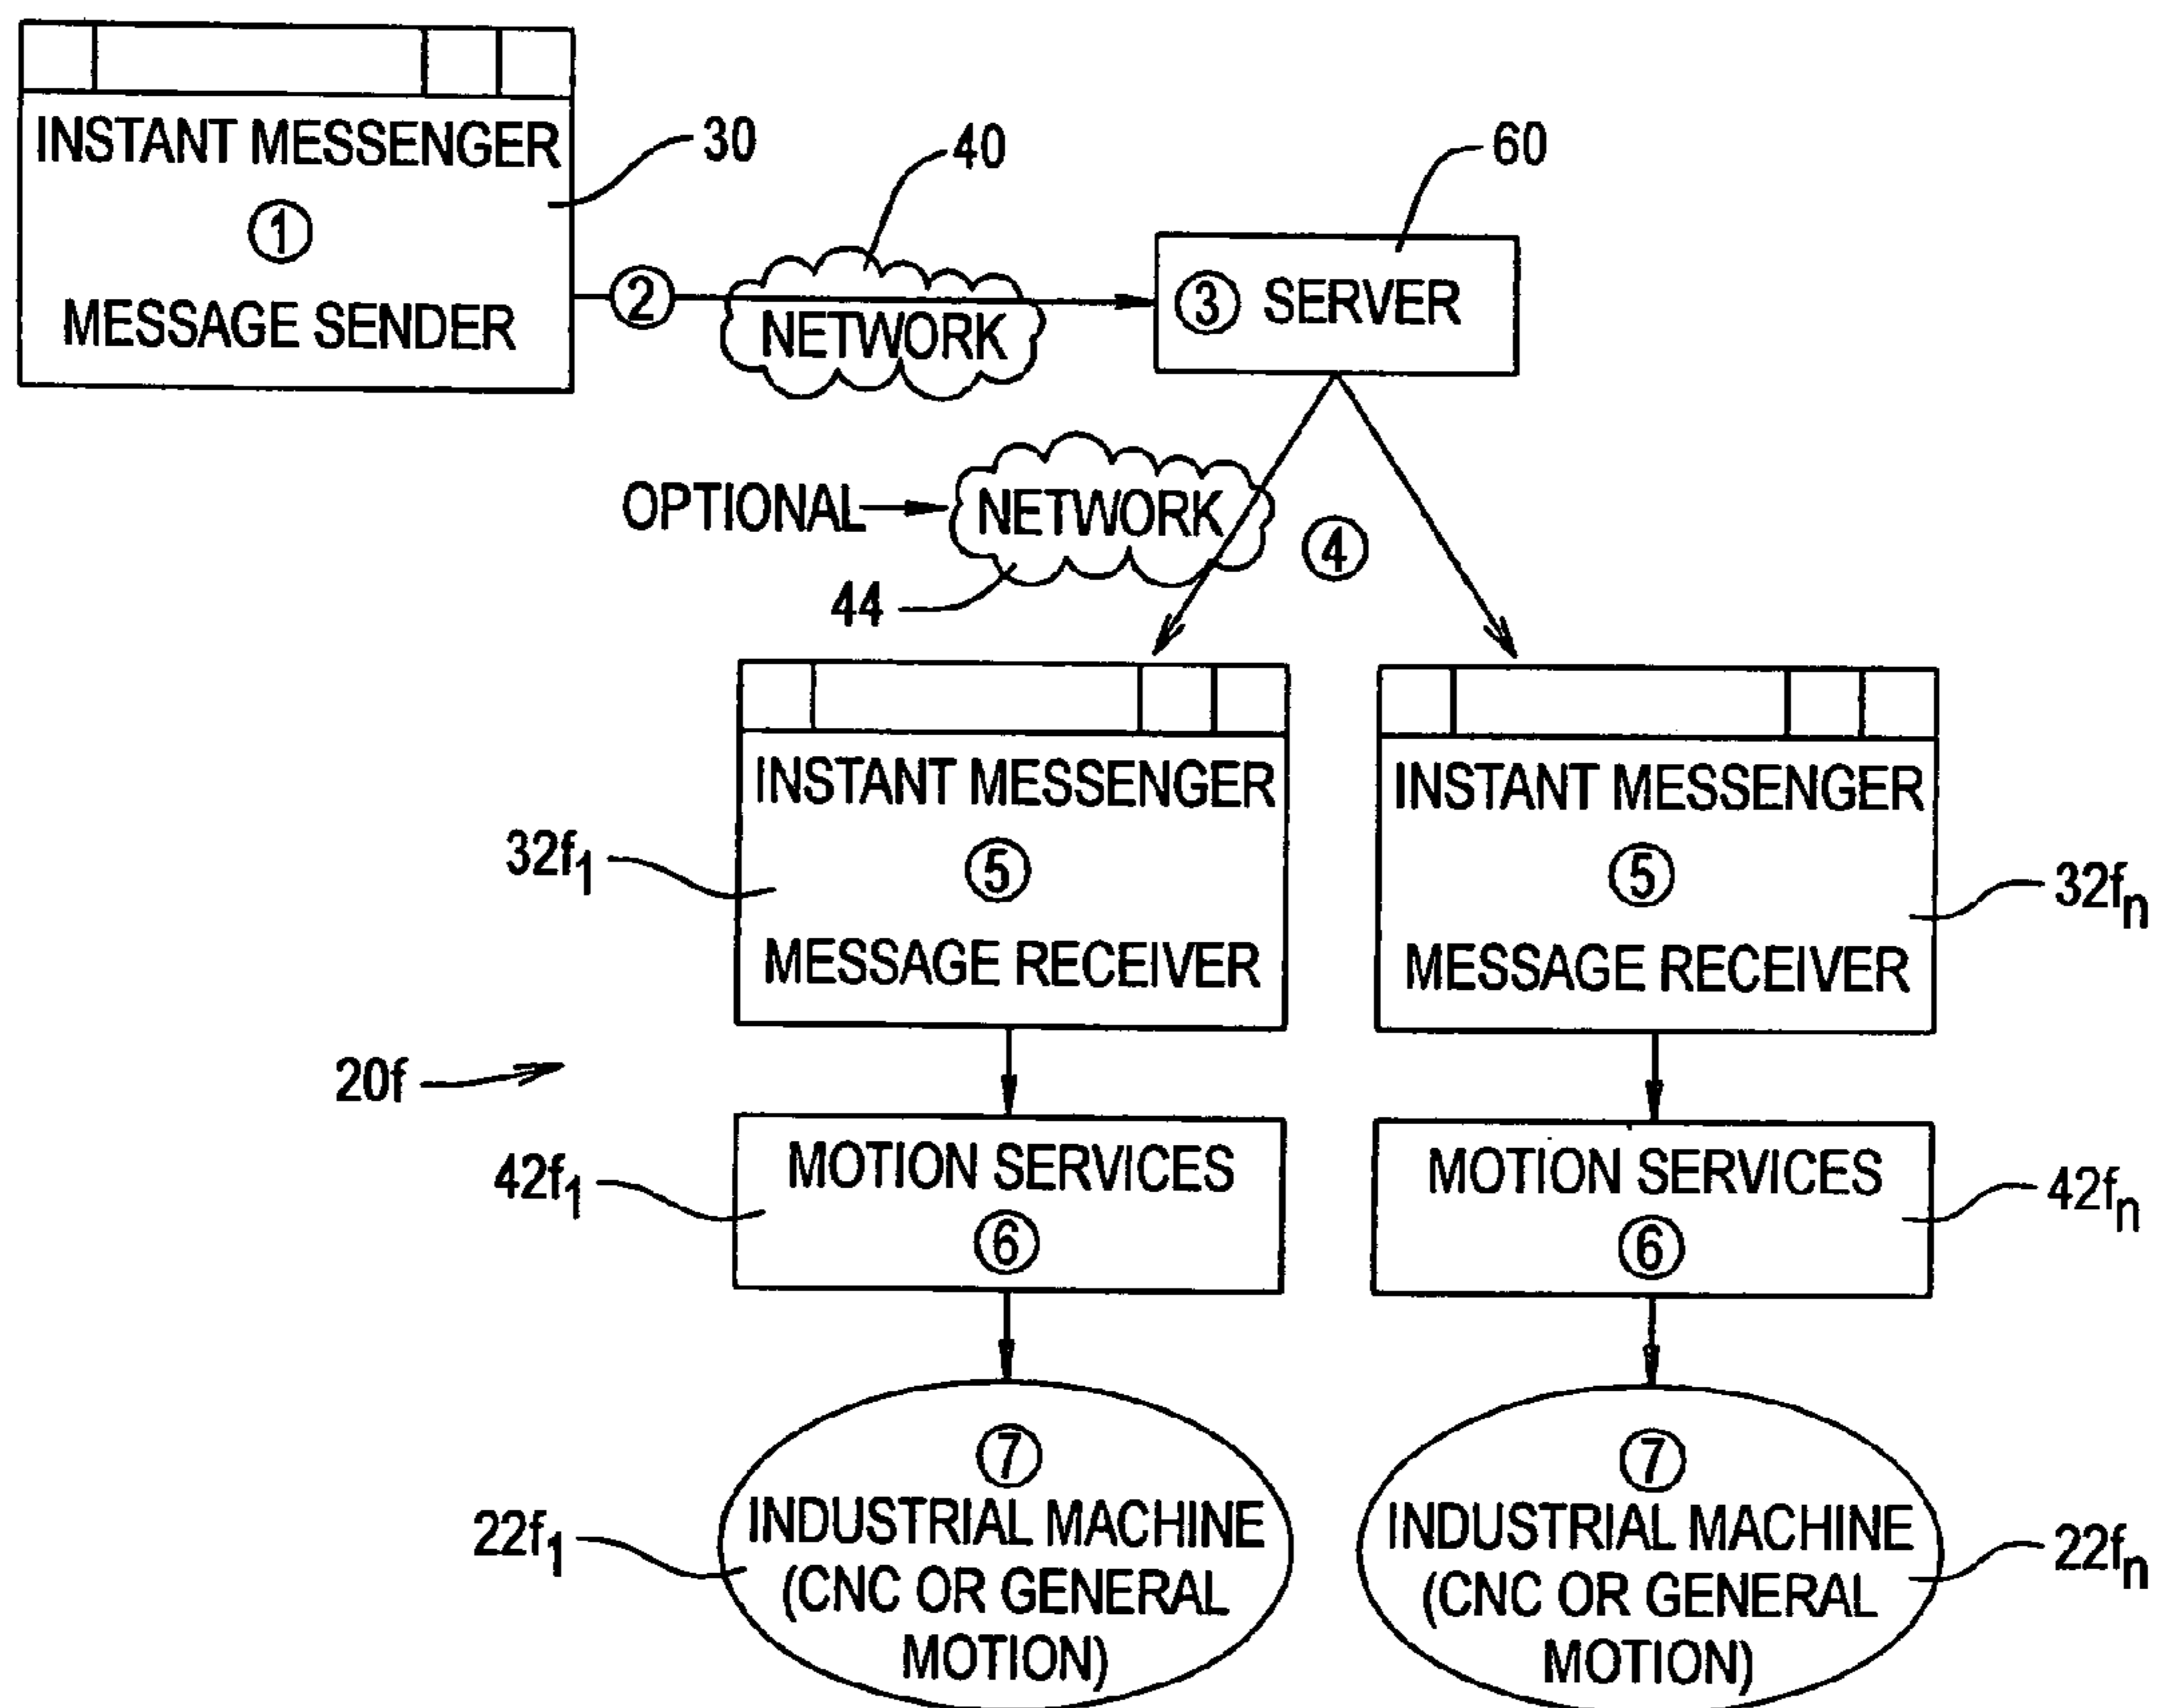 INSTANT MESSENGER
①
MESSAGE SENDER
30
②
40
NETWORK
60
③ SERVER
OPTIONAL
NETWORK
44
④
INSTANT MESSENGER
⑤
MESSAGE RECEIVER
32f1
INSTANT MESSENGER
⑤
MESSAGE RECEIVER
32fn
20f
MOTION SERVICES
⑥
42f1
MOTION SERVICES
⑥
42fn
⑦
INDUSTRIAL MACHINE
(CNC OR GENERAL
MOTION)
22f1
⑦
INDUSTRIAL MACHINE
(CNC OR GENERAL
MOTION)
22fn